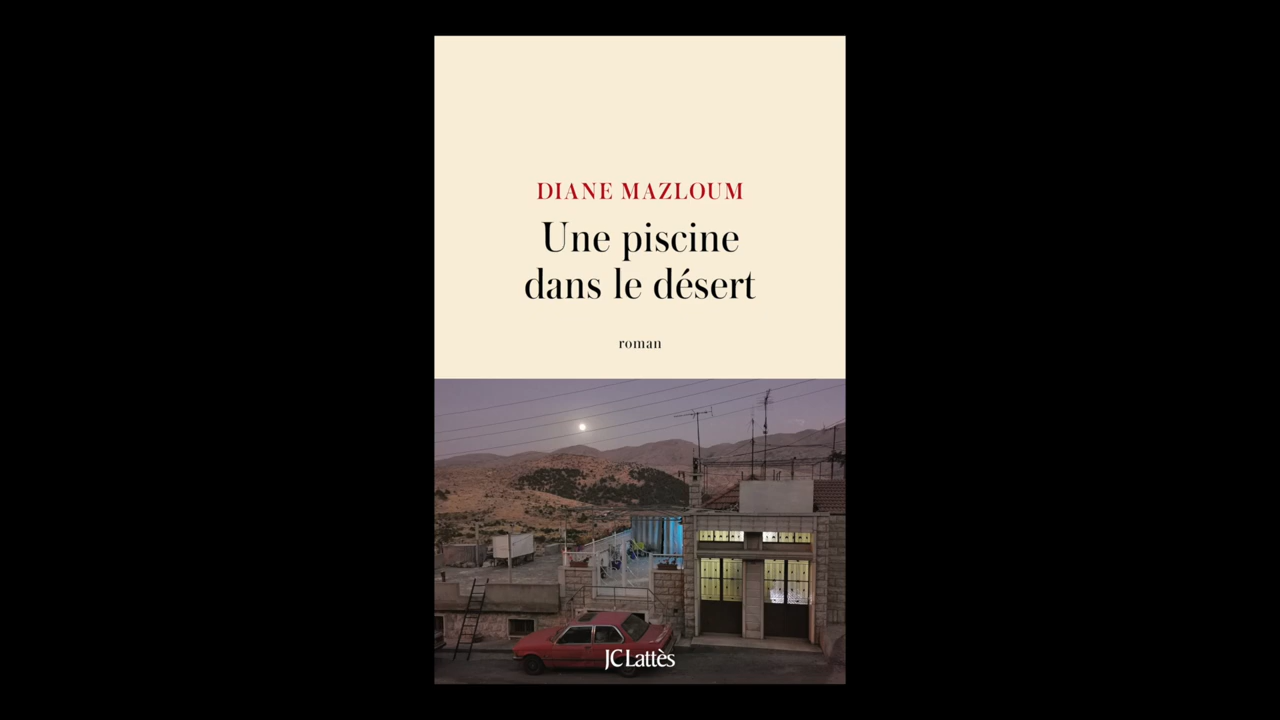 DIANE MAZLOUM
Une piscine
dans le désert
roman
JC Lattès